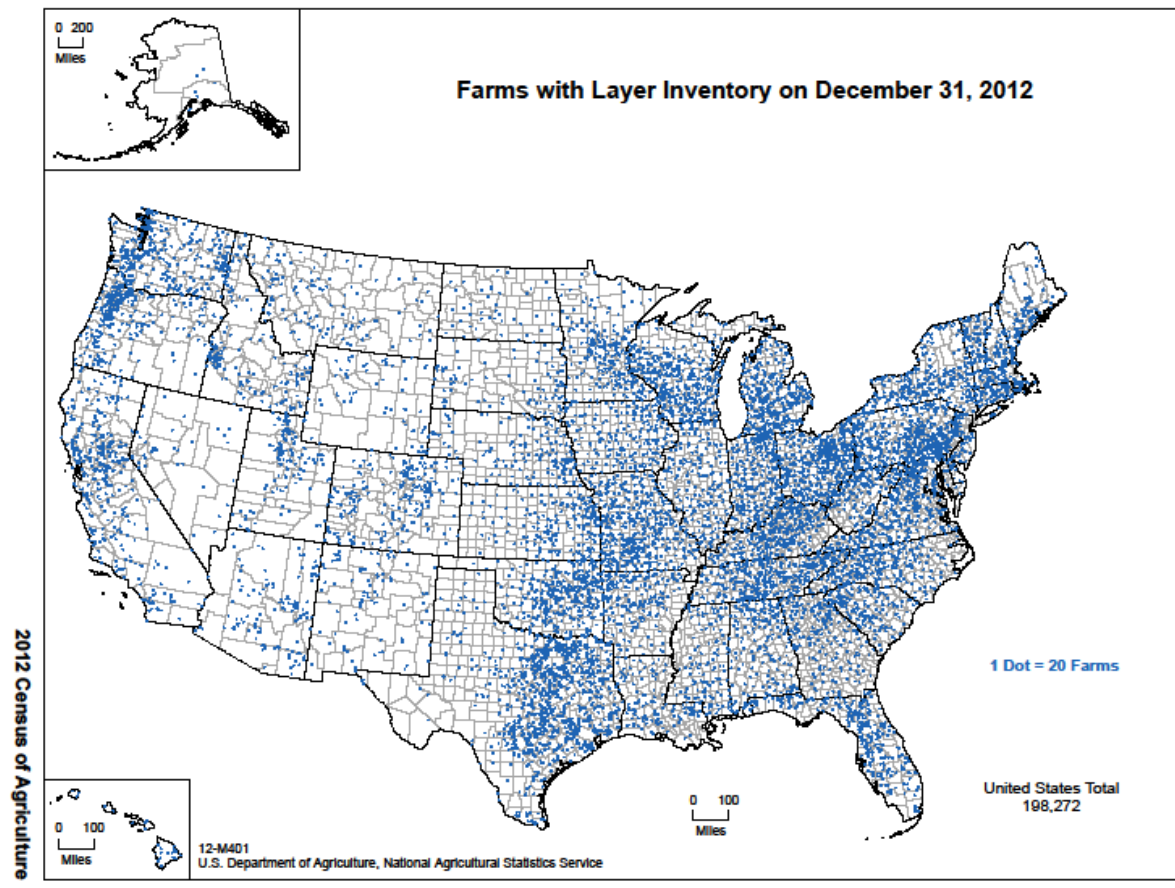 0 200
Miles
Farms with Layer Inventory on December 31, 2012
1 Dot = 20 Farms
United States Total
198,272
0 100
Miles
0 100
Miles
12-M401
U.S. Department of Agriculture, National Agricultural Statistics Service
2012 Census of Agriculture